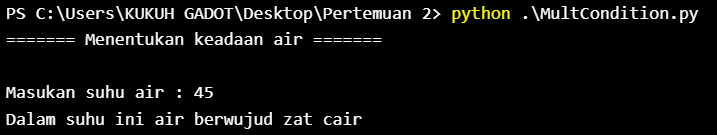 PS C:\Users\KUKUH GADOT\Desktop\Pertemuan 2> python .\MultCondition.py
======= Menentukan keadaan air =======
Masukan suhu air : 45
Dalam suhu ini air berwujud zat cair